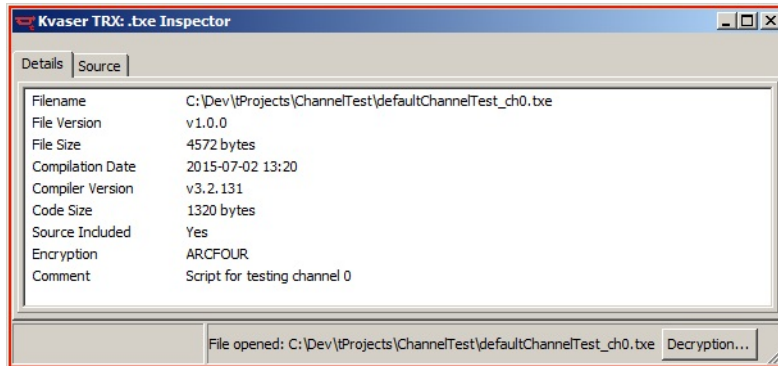 Kvaser TRX: .txe Inspector
Details Source
Filename C:\Dev\tProjects\ChannelTest\defaultChannelTest_ch0.txe
File Version v1.0.0
File Size 4572 bytes
Compilation Date 2015-07-02 13:20
Compiler Version v3.2.131
Code Size 1320 bytes
Source Included Yes
Encryption ARCFOUR
Comment Script for testing channel 0
File opened: C:\Dev\tProjects\ChannelTest\defaultChannelTest_ch0.txe Decryption...